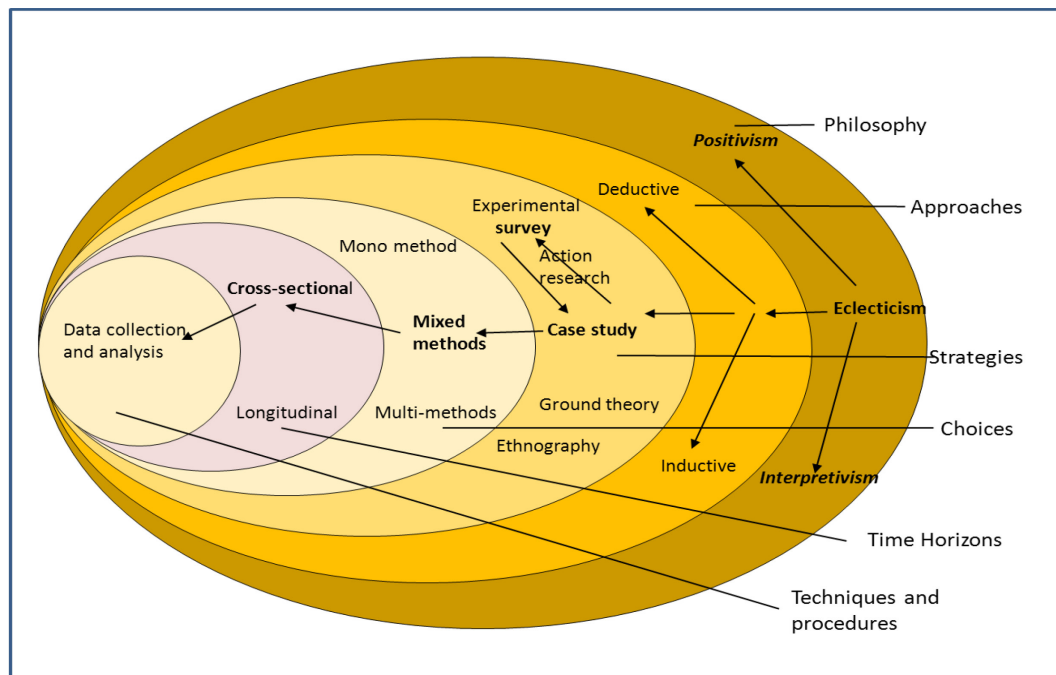 Philosophy
Positivism
Deductive
Approaches
Experimental
survey
Mono method
Action
research
Cross-sectional
Eclecticism
Data collection
and analysis
Mixed
methods
Case study
Strategies
Longitudinal
Multi-methods
Ground theory
Choices
Ethnography
Inductive
Interpretivism
Time Horizons
Techniques and
procedures